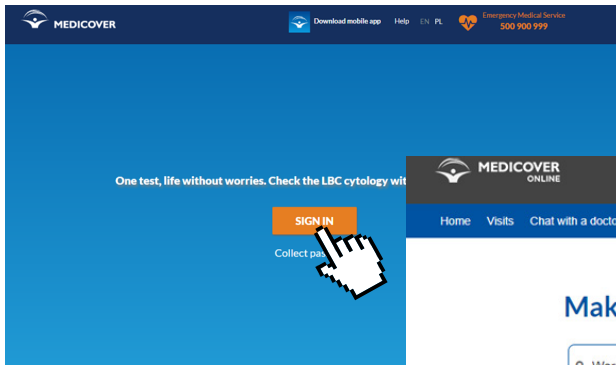 MEDICOVER
Download mobile app Help EN PL Emergency Medical Service
500 900 999
One test, life without worries. Check the LBC cytology wit
SIGN IN
Collect pas
MEDICOVER
ONLINE
Home Visits Chat with a docto
Mak